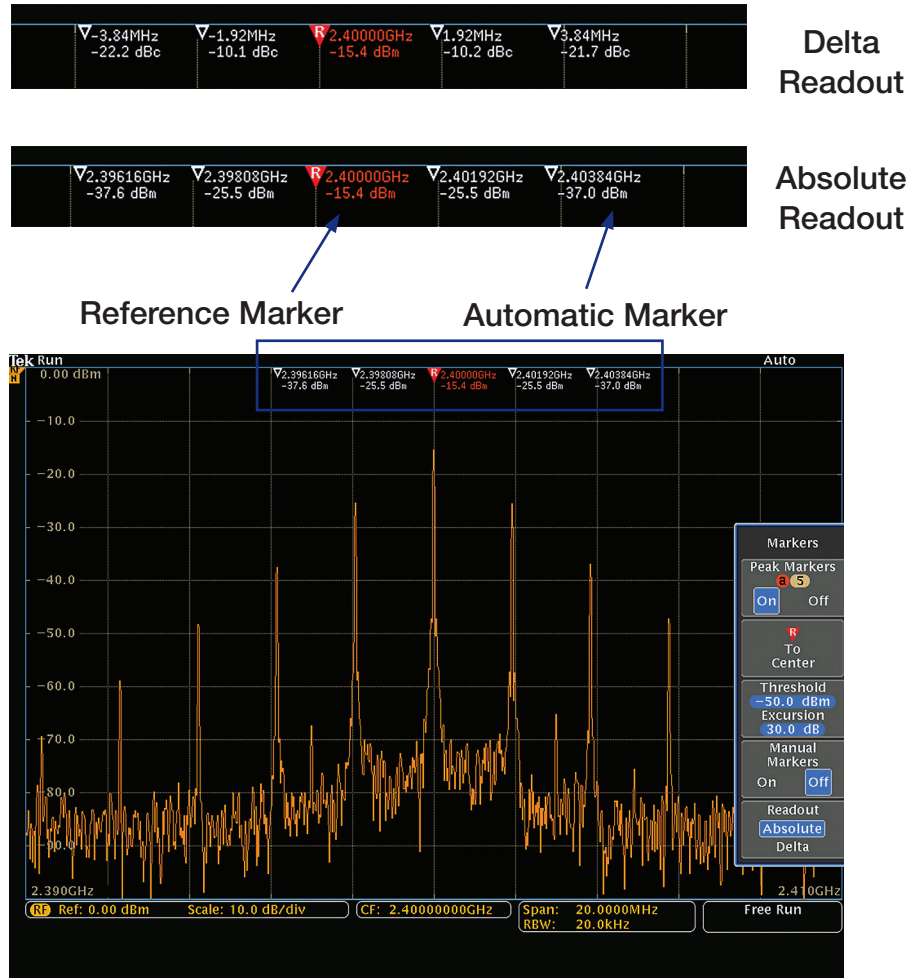 ▽-3.84MHz ▽-1.92MHz R 2.40000GHz ▽1.92MHz ▽3.84MHz
-22.2 dBc -10.1 dBc -15.4 dBm -10.2 dBc -21.7 dBc
Delta
Readout
▽2.39616GHz ▽2.39808GHz R 2.40000GHz ▽2.40192GHz ▽2.40384GHz
-37.6 dBm -25.5 dBm -15.4 dBm -25.5 dBm -37.0 dBm
Absolute
Readout
Reference Marker
Automatic Marker
Tek Run
Auto
0.00 dBm
▽2.39616GHz ▽2.39808GHz R 2.40000GHz ▽2.40192GHz ▽2.40384GHz
-37.6 dBm -25.5 dBm -15.4 dBm -25.5 dBm -37.0 dBm
-10.0
-20.0
-30.0
-40.0
-50.0
-60.0
-70.0
-80.0
-90.0
2.390GHz
2.410GHz
Markers
Peak Markers
a 5
On Off
R
To
Center
Threshold
-50.0 dBm
Excursion
30.0 dB
Manual
Markers
On Off
Readout
Absolute
Delta
RF Ref: 0.00 dBm Scale: 10.0 dB/div
CF: 2.40000000GHz
Span: 20.0000MHz
RBW: 20.0kHz
Free Run